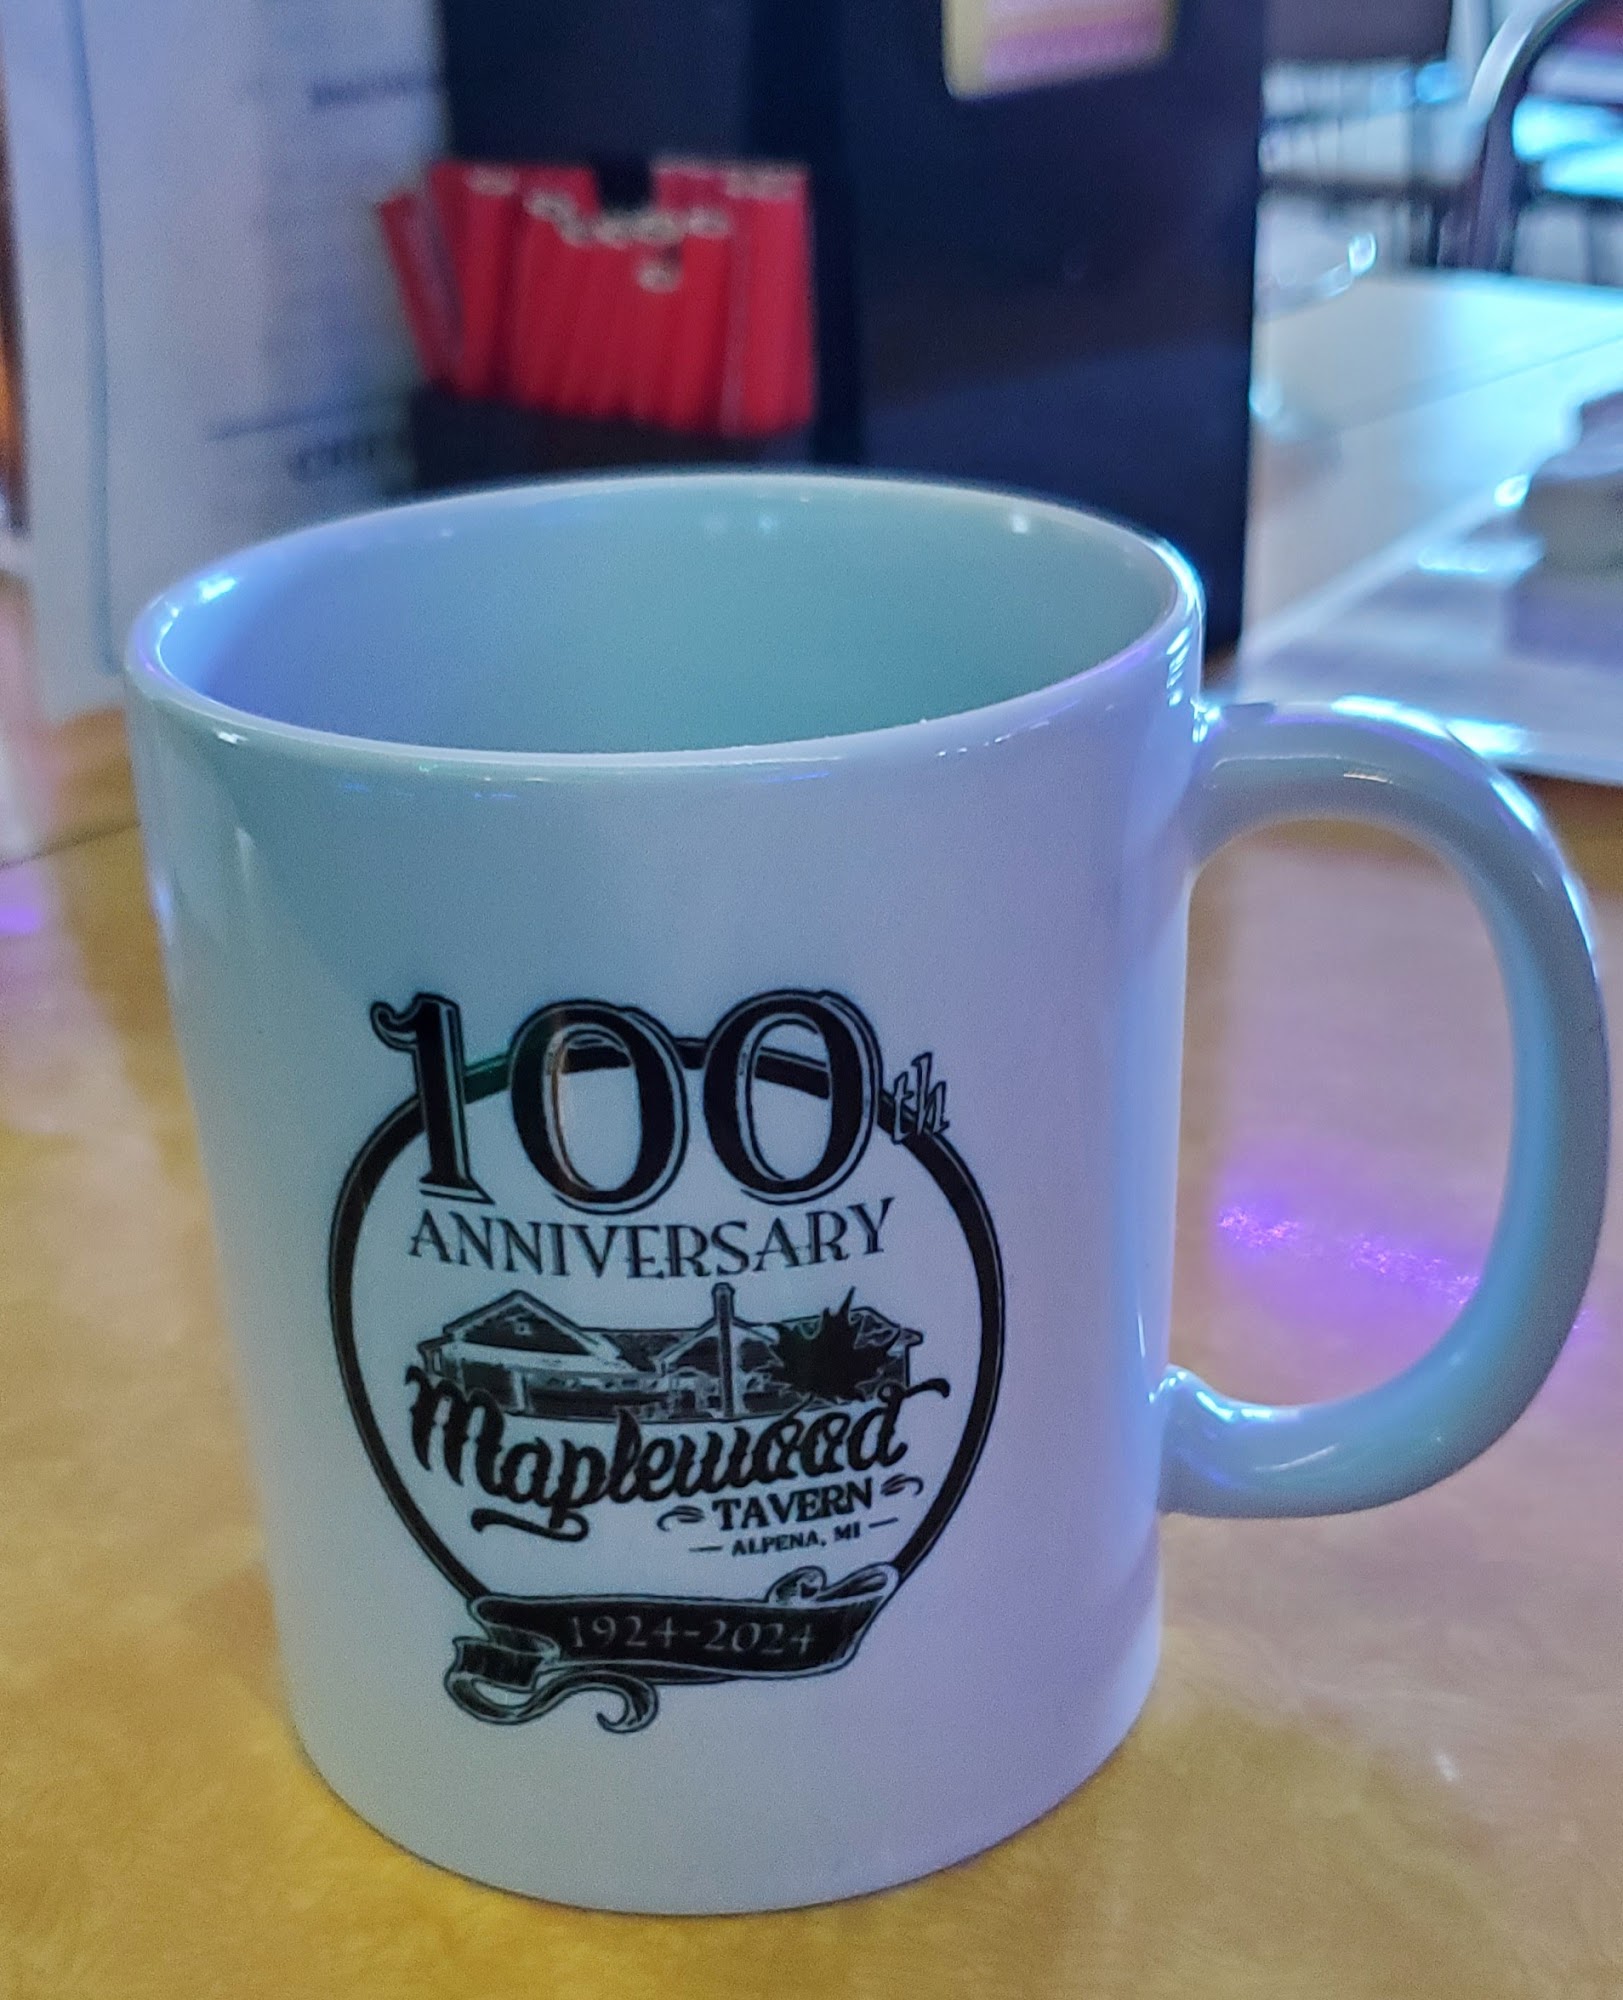 100th
ANNIVERSARY
Maplewood
TAVERN
ALPENA, MI
1924-2024